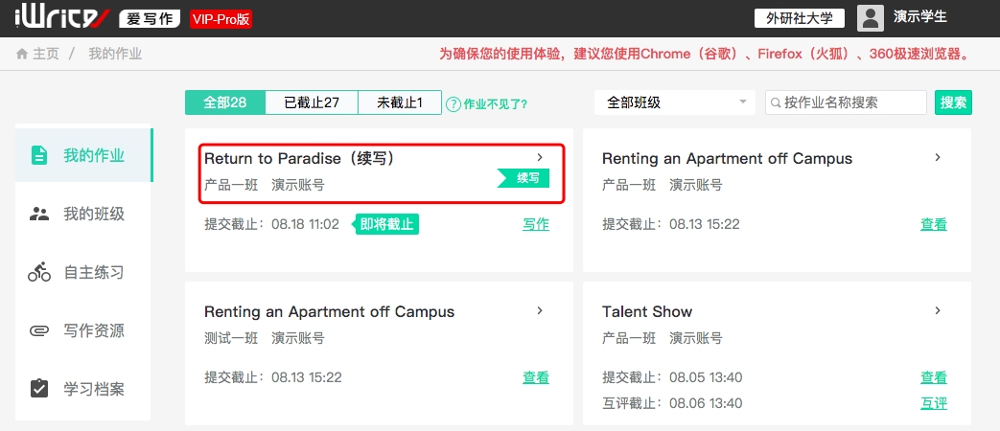 iWrite 爱写作 VIP-Pro版 外研社大学 演示学生
主页 / 我的作业 为确保您的使用体验，建议您使用Chrome（谷歌）、Firefox（火狐）、360极速浏览器。
全部28 已截止27 未截止1 ? 作业不见了? 全部班级 按作业名称搜索 搜索
我的作业
我的班级
自主练习
写作资源
学习档案
Return to Paradise（续写）
产品一班 演示账号 续写
提交截止：08.18 11:02 即将截止 写作
Renting an Apartment off Campus
产品一班 演示账号
提交截止：08.13 15:22 查看
Renting an Apartment off Campus
测试一班 演示账号
提交截止：08.13 15:22 查看
Talent Show
产品一班 演示账号
提交截止：08.05 13:40 查看
互评截止：08.06 13:40 互评